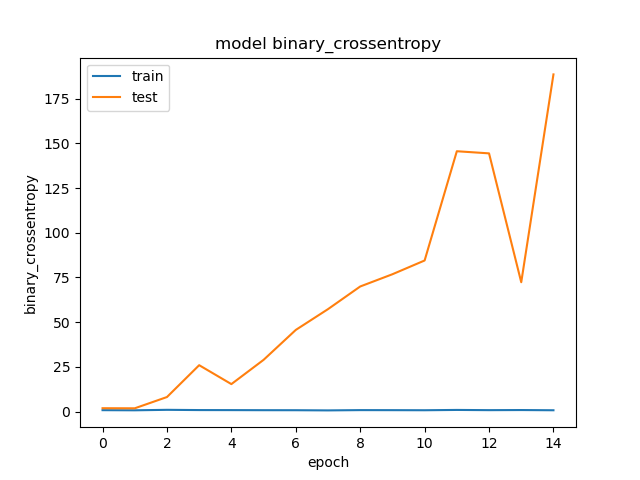 model binary_crossentropy
train
test
175
150
125
100
75
50
25
0
binary_crossentropy
0 2 4 6 8 10 12 14
epoch